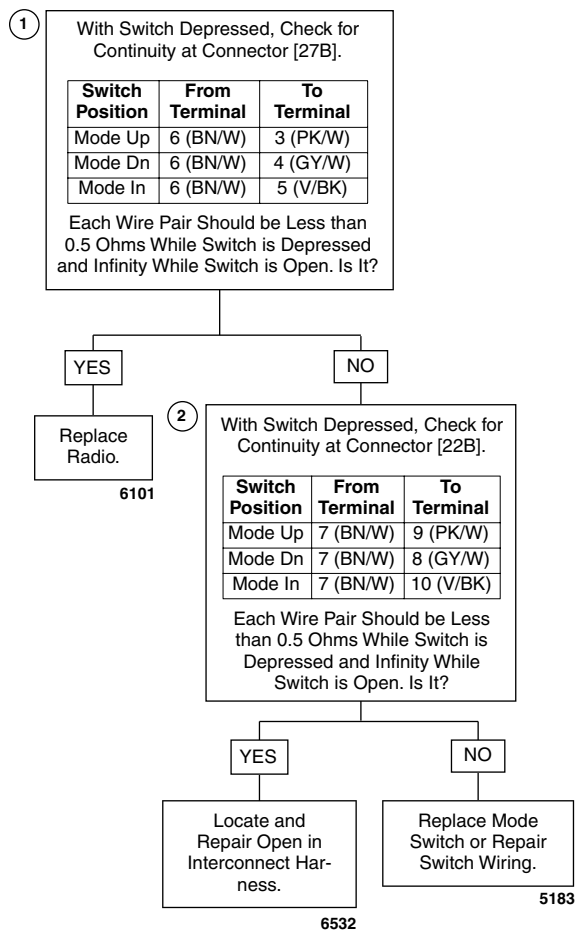 1
With Switch Depressed, Check for
Continuity at Connector [27B].
Switch Position From Terminal To Terminal
Mode Up 6 (BN/W) 3 (PK/W)
Mode Dn 6 (BN/W) 4 (GY/W)
Mode In 6 (BN/W) 5 (V/BK)
Each Wire Pair Should be Less than
0.5 Ohms While Switch is Depressed
and Infinity While Switch is Open. Is It?
YES
NO
Replace
Radio.
6101
2
With Switch Depressed, Check for
Continuity at Connector [22B].
Switch Position From Terminal To Terminal
Mode Up 7 (BN/W) 9 (PK/W)
Mode Dn 7 (BN/W) 8 (GY/W)
Mode In 7 (BN/W) 10 (V/BK)
Each Wire Pair Should be Less
than 0.5 Ohms While Switch is
Depressed and Infinity While
Switch is Open. Is It?
YES
NO
Locate and
Repair Open in
Interconnect Har-
ness.
6532
Replace Mode
Switch or Repair
Switch Wiring.
5183